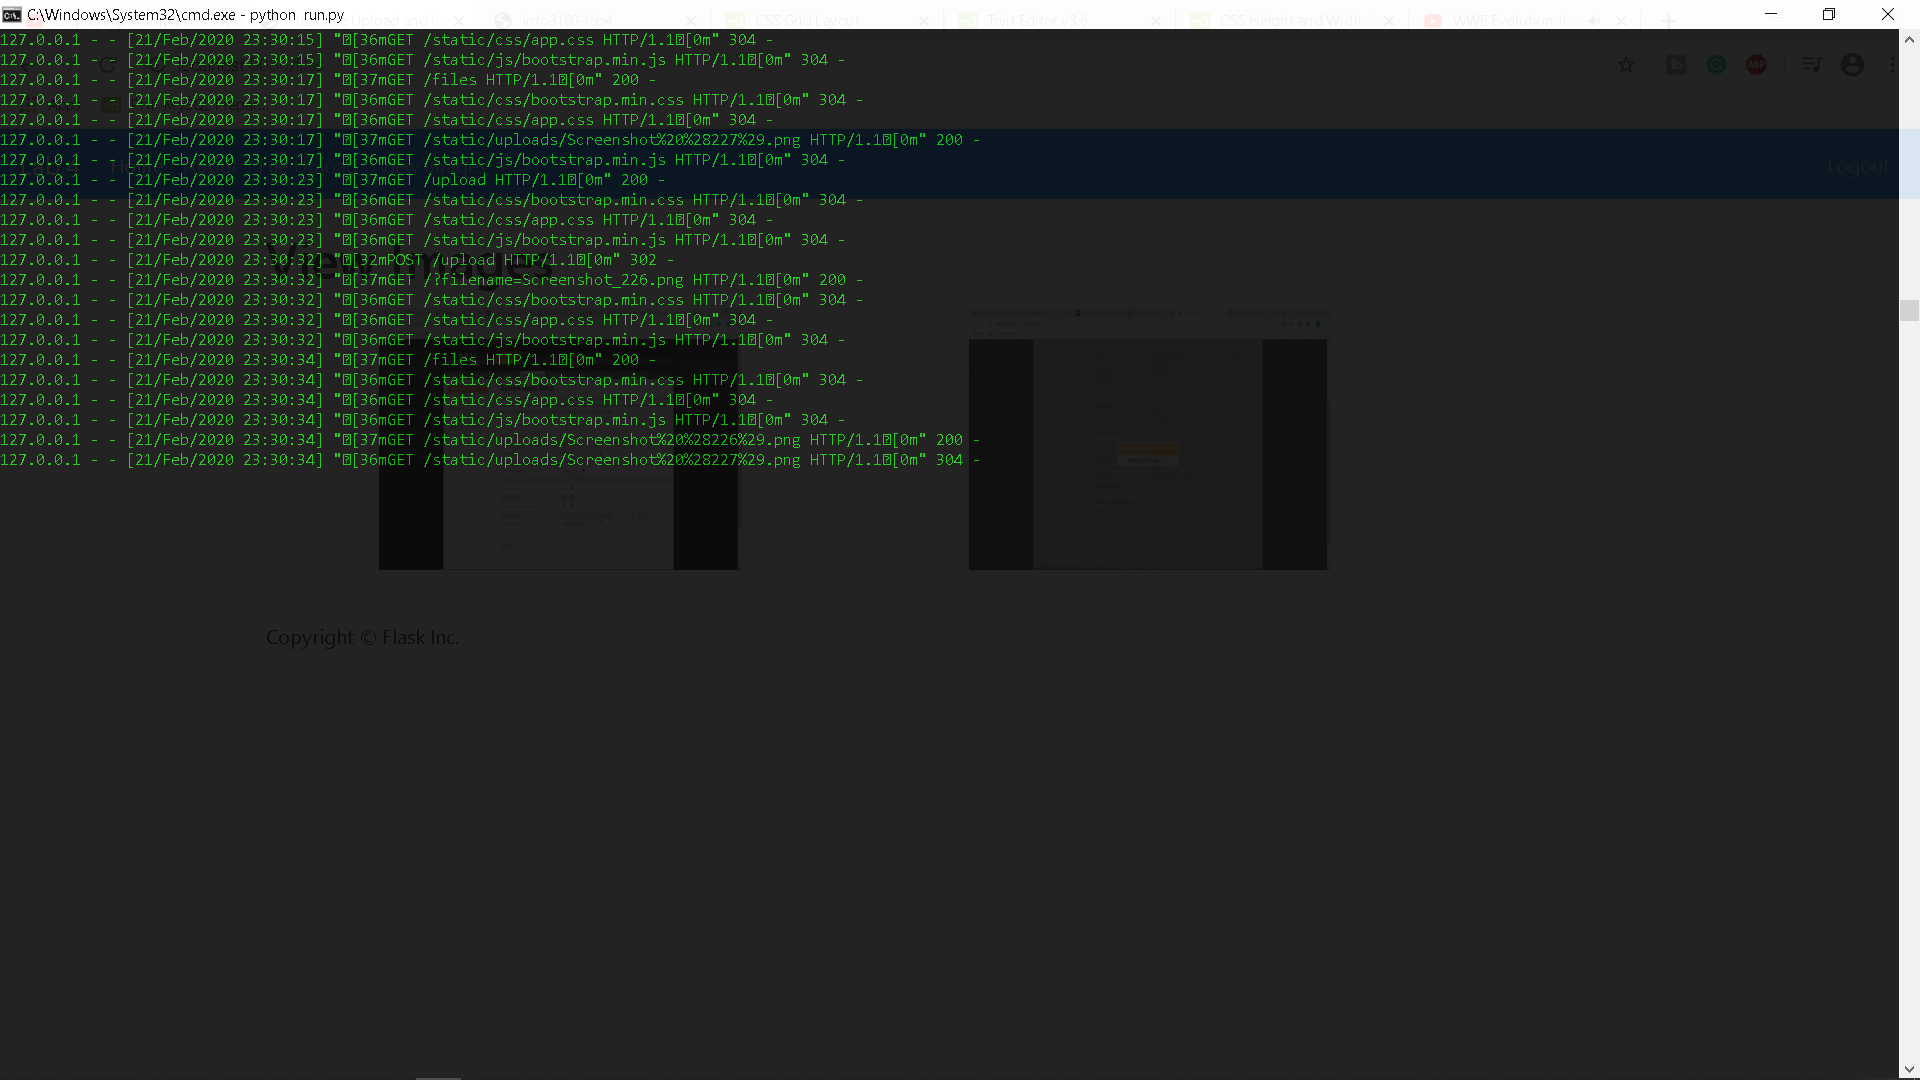 C:\Windows\System32\cmd.exe - python  run.py
Upload and
info3180-lab4
CSS Grid Layout
Tryit Editor v3.6
CSS Height and Width
WWE Evolution
127.0.0.1 - - [21/Feb/2020 23:30:15] "[36mGET /static/css/app.css HTTP/1.1[0m" 304 -
127.0.0.1 - - [21/Feb/2020 23:30:15] "[36mGET /static/js/bootstrap.min.js HTTP/1.1[0m" 304 -
127.0.0.1 - - [21/Feb/2020 23:30:17] "[37mGET /files HTTP/1.1[0m" 200 -
127.0.0.1 - - [21/Feb/2020 23:30:17] "[36mGET /static/css/bootstrap.min.css HTTP/1.1[0m" 304 -
127.0.0.1 - - [21/Feb/2020 23:30:17] "[36mGET /static/css/app.css HTTP/1.1[0m" 304 -
127.0.0.1 - - [21/Feb/2020 23:30:17] "[37mGET /static/uploads/Screenshot%20%28227%29.png HTTP/1.1[0m" 200 -
127.0.0.1 - - [21/Feb/2020 23:30:17] "[36mGET /static/js/bootstrap.min.js HTTP/1.1[0m" 304 -
127.0.0.1 - - [21/Feb/2020 23:30:23] "[37mGET /upload HTTP/1.1[0m" 200 -
127.0.0.1 - - [21/Feb/2020 23:30:23] "[36mGET /static/css/bootstrap.min.css HTTP/1.1[0m" 304 -
127.0.0.1 - - [21/Feb/2020 23:30:23] "[36mGET /static/css/app.css HTTP/1.1[0m" 304 -
127.0.0.1 - - [21/Feb/2020 23:30:23] "[36mGET /static/js/bootstrap.min.js HTTP/1.1[0m" 304 -
127.0.0.1 - - [21/Feb/2020 23:30:32] "[32mPOST /upload HTTP/1.1[0m" 302 -
127.0.0.1 - - [21/Feb/2020 23:30:32] "[37mGET /?filename=Screenshot_226.png HTTP/1.1[0m" 200 -
127.0.0.1 - - [21/Feb/2020 23:30:32] "[36mGET /static/css/bootstrap.min.css HTTP/1.1[0m" 304 -
127.0.0.1 - - [21/Feb/2020 23:30:32] "[36mGET /static/css/app.css HTTP/1.1[0m" 304 -
127.0.0.1 - - [21/Feb/2020 23:30:32] "[36mGET /static/js/bootstrap.min.js HTTP/1.1[0m" 304 -
127.0.0.1 - - [21/Feb/2020 23:30:34] "[37mGET /files HTTP/1.1[0m" 200 -
127.0.0.1 - - [21/Feb/2020 23:30:34] "[36mGET /static/css/bootstrap.min.css HTTP/1.1[0m" 304 -
127.0.0.1 - - [21/Feb/2020 23:30:34] "[36mGET /static/css/app.css HTTP/1.1[0m" 304 -
127.0.0.1 - - [21/Feb/2020 23:30:34] "[36mGET /static/js/bootstrap.min.js HTTP/1.1[0m" 304 -
127.0.0.1 - - [21/Feb/2020 23:30:34] "[37mGET /static/uploads/Screenshot%20%28226%29.png HTTP/1.1[0m" 200 -
127.0.0.1 - - [21/Feb/2020 23:30:34] "[36mGET /static/uploads/Screenshot%20%28227%29.png HTTP/1.1[0m" 304 -
ABP
Logout
View Images
Copyright © Flask Inc.